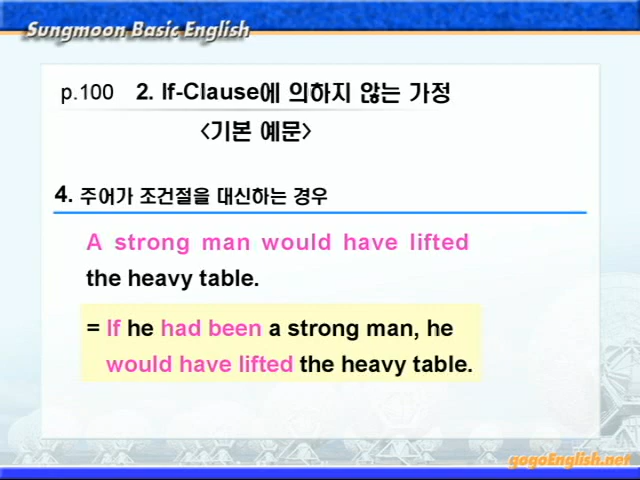 Sungmoon Basic English
p.100 2. If-Clause에 의하지 않는 가정
<기본 예문>
4. 주어가 조건절을 대신하는 경우
A strong man would have lifted
the heavy table.
= If he had been a strong man, he
would have lifted the heavy table.
gogoEnglish.net